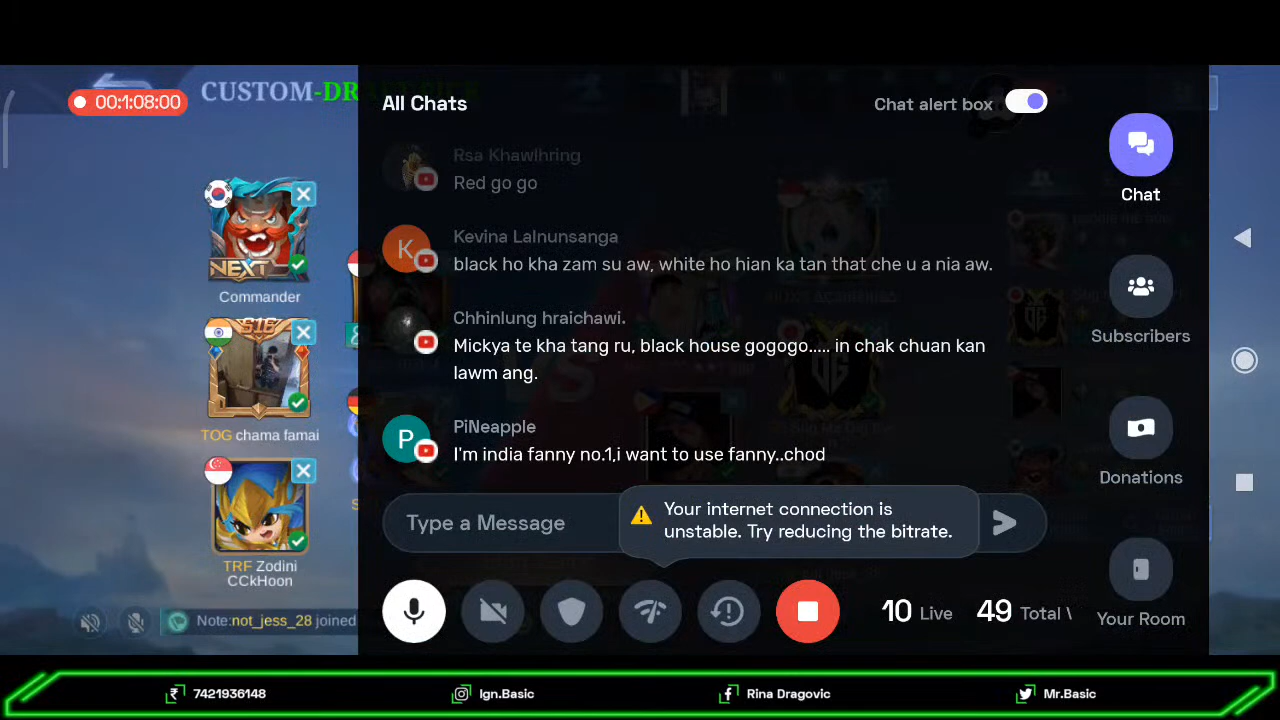 CUSTOM-DRA
00:1:08:00
All Chats
Chat alert box
Rsa Khawlhring
Red go go
Chat
K
Kevina Lalnunsanga
black ho kha zam su aw, white ho hian ka tan that che u a nia aw.
NEXT
Commander
Chhinlung hraichawi.
Mickya te kha tang ru, black house gogogo..... in chak chuan kan
lawm ang.
Subscribers
S16
TOG chama famai
P
PiNeapple
I'm india fanny no.1,i want to use fanny..chod
Donations
Type a Message
Your internet connection is
unstable. Try reducing the bitrate.
TRF Zodini
CCkHoon
Note:not_jess_28 joined
10 Live
49 Total \
Your Room
7421936148
Ign.Basic
Rina Dragovic
Mr.Basic